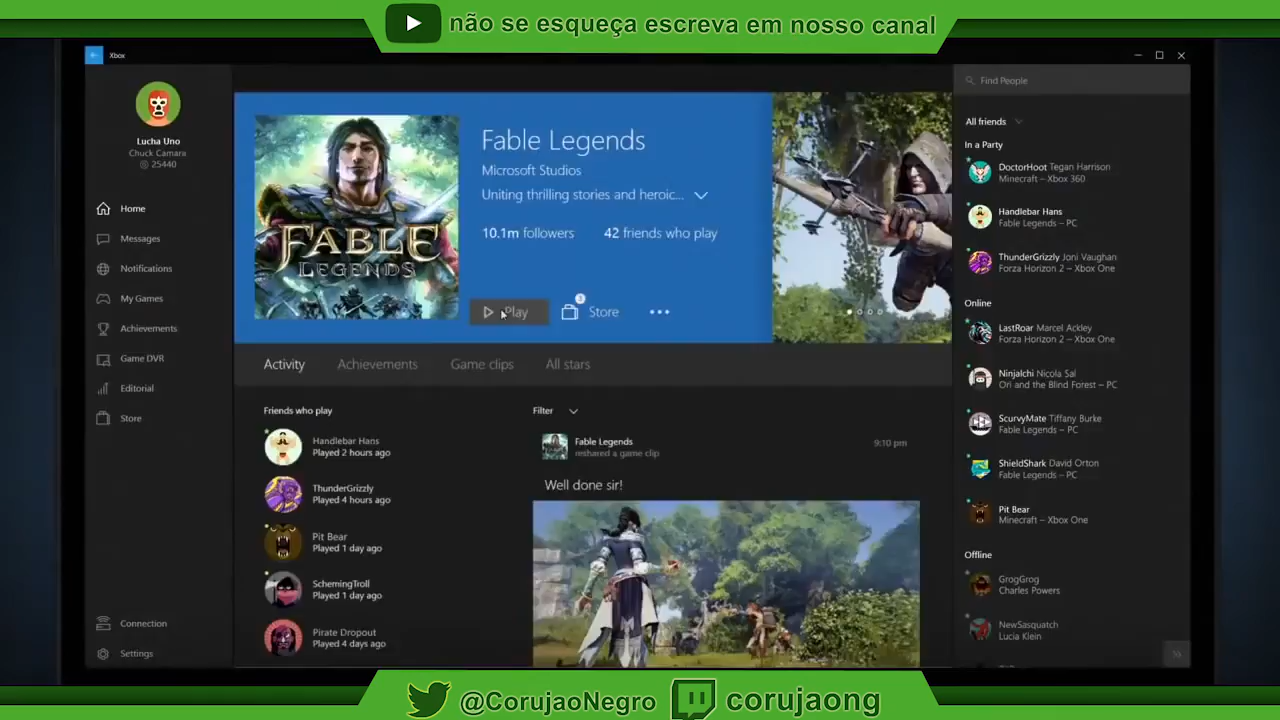 não se esqueça escreva em nosso canal
Xbox
Lucha Uno
Chuck Camara
25440
Home
Messages
Notifications
My Games
Achievements
Game DVR
Editorial
Store
Connection
Settings
FABLE
LEGENDS
Fable Legends
Microsoft Studios
Uniting thrilling stories and heroic...
10.1m followers 42 friends who play
Play Store
Activity Achievements Game clips All stars
Friends who play
Handlebar Hans
Played 2 hours ago
ThunderGrizzly
Played 4 hours ago
Pit Bear
Played 1 day ago
SchemingTroll
Played 1 day ago
Pirate Dropout
Played 4 days ago
Filter
Fable Legends
reshared a game clip
9:10 pm
Well done sir!
Find People
All friends
In a Party
DoctorHoot Tegan Harrison
Minecraft – Xbox 360
Handlebar Hans
Fable Legends – PC
ThunderGrizzly Joni Vaughan
Forza Horizon 2 – Xbox One
Online
LastRoar Marcel Ackley
Forza Horizon 2 – Xbox One
Ninjalchi Nicola Sal
Ori and the Blind Forest – PC
ScurvyMate Tiffany Burke
Fable Legends – PC
ShieldShark David Orton
Fable Legends – PC
Pit Bear
Minecraft – Xbox One
Offline
GrogGrog
Charles Powers
NewSasquatch
Lucia Klein
@CorujaoNegro corujaong